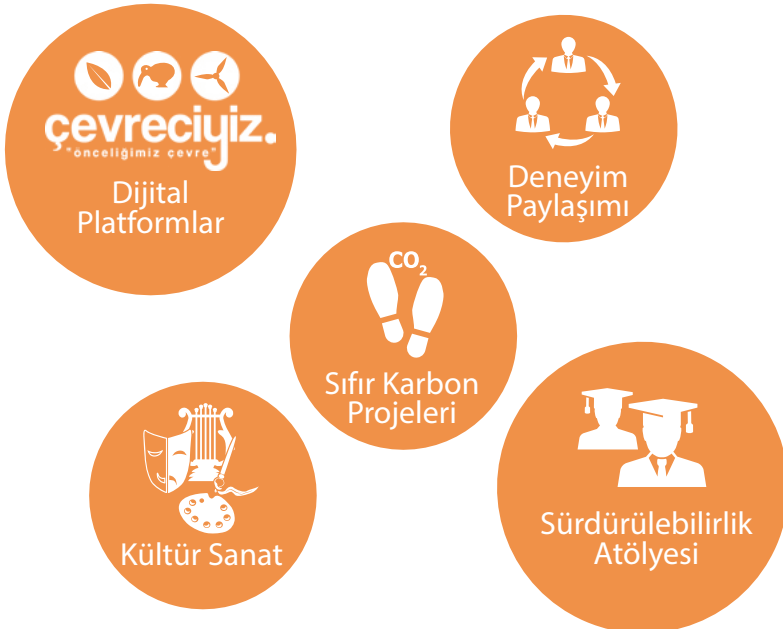 çevreciyiz.
"önceliğimiz çevre"
Dijital
Platformlar
Deneyim
Paylaşımı
CO₂
Sıfır Karbon
Projeleri
Kültür Sanat
Sürdürülebilirlik
Atölyesi